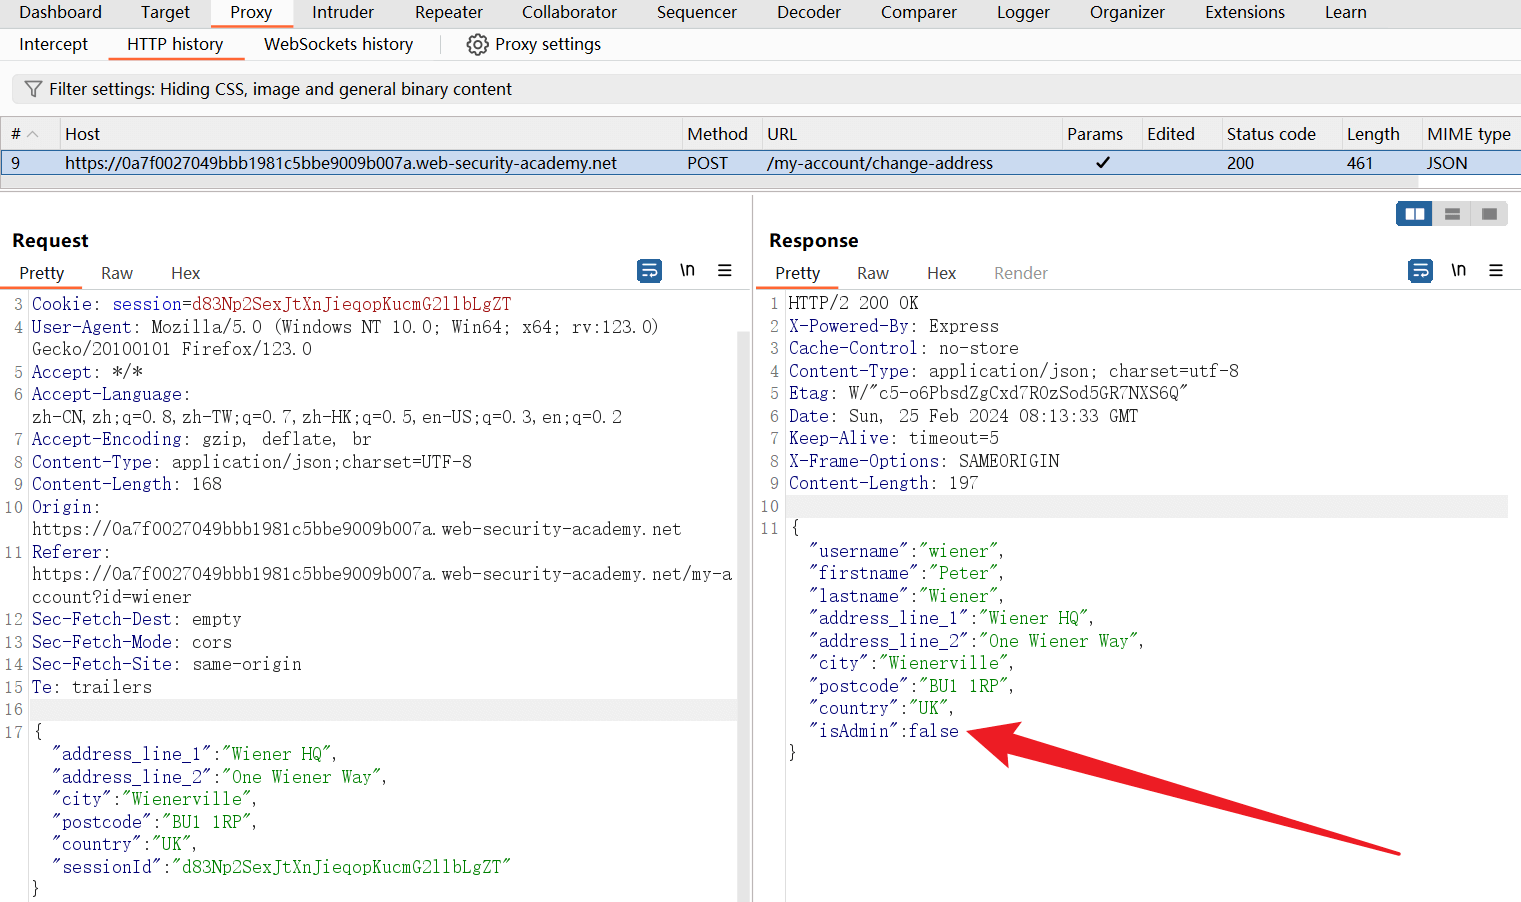 Dashboard Target Proxy Intruder Repeater Collaborator Sequencer Decoder Comparer Logger Organizer Extensions Learn
Intercept HTTP history WebSockets history Proxy settings
Filter settings: Hiding CSS, image and general binary content
# Host Method URL Params Edited Status code Length MIME type
9 https://0a7f0027049bbb1981c5bbe9009b007a.web-security-academy.net POST /my-account/change-address ✓ 200 461 JSON
Request
Pretty Raw Hex \n
3 Cookie: session=d83Np2SexJtXnJieqopKucmG2llbLgZT
4 User-Agent: Mozilla/5.0 (Windows NT 10.0; Win64; x64; rv:123.0)
Gecko/20100101 Firefox/123.0
5 Accept: */*
6 Accept-Language:
zh-CN,zh;q=0.8,zh-TW;q=0.7,zh-HK;q=0.5,en-US;q=0.3,en;q=0.2
7 Accept-Encoding: gzip, deflate, br
8 Content-Type: application/json;charset=UTF-8
9 Content-Length: 168
10 Origin:
https://0a7f0027049bbb1981c5bbe9009b007a.web-security-academy.net
11 Referer:
https://0a7f0027049bbb1981c5bbe9009b007a.web-security-academy.net/my-a
ccount?id=wiener
12 Sec-Fetch-Dest: empty
13 Sec-Fetch-Mode: cors
14 Sec-Fetch-Site: same-origin
15 Te: trailers
16
17 {
"address_line_1":"Wiener HQ",
"address_line_2":"One Wiener Way",
"city":"Wienerville",
"postcode":"BU1 1RP",
"country":"UK",
"sessionId":"d83Np2SexJtXnJieqopKucmG2llbLgZT"
}
Response
Pretty Raw Hex Render \n
1 HTTP/2 200 OK
2 X-Powered-By: Express
3 Cache-Control: no-store
4 Content-Type: application/json; charset=utf-8
5 Etag: W/"c5-o6PbsdZgCxd7ROzSod5GR7NXS6Q"
6 Date: Sun, 25 Feb 2024 08:13:33 GMT
7 Keep-Alive: timeout=5
8 X-Frame-Options: SAMEORIGIN
9 Content-Length: 197
10
11 {
"username":"wiener",
"firstname":"Peter",
"lastname":"Wiener",
"address_line_1":"Wiener HQ",
"address_line_2":"One Wiener Way",
"city":"Wienerville",
"postcode":"BU1 1RP",
"country":"UK",
"isAdmin":false
}